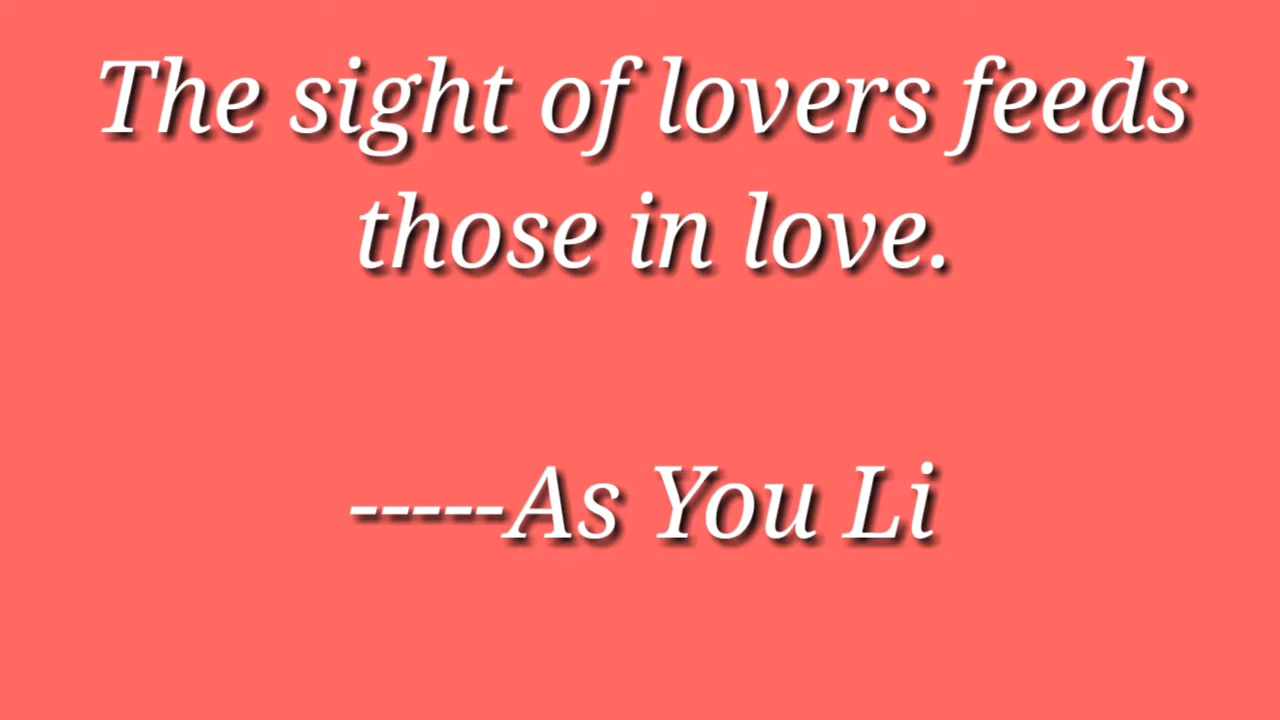 The sight of lovers feeds
those in love.
-----As You Li